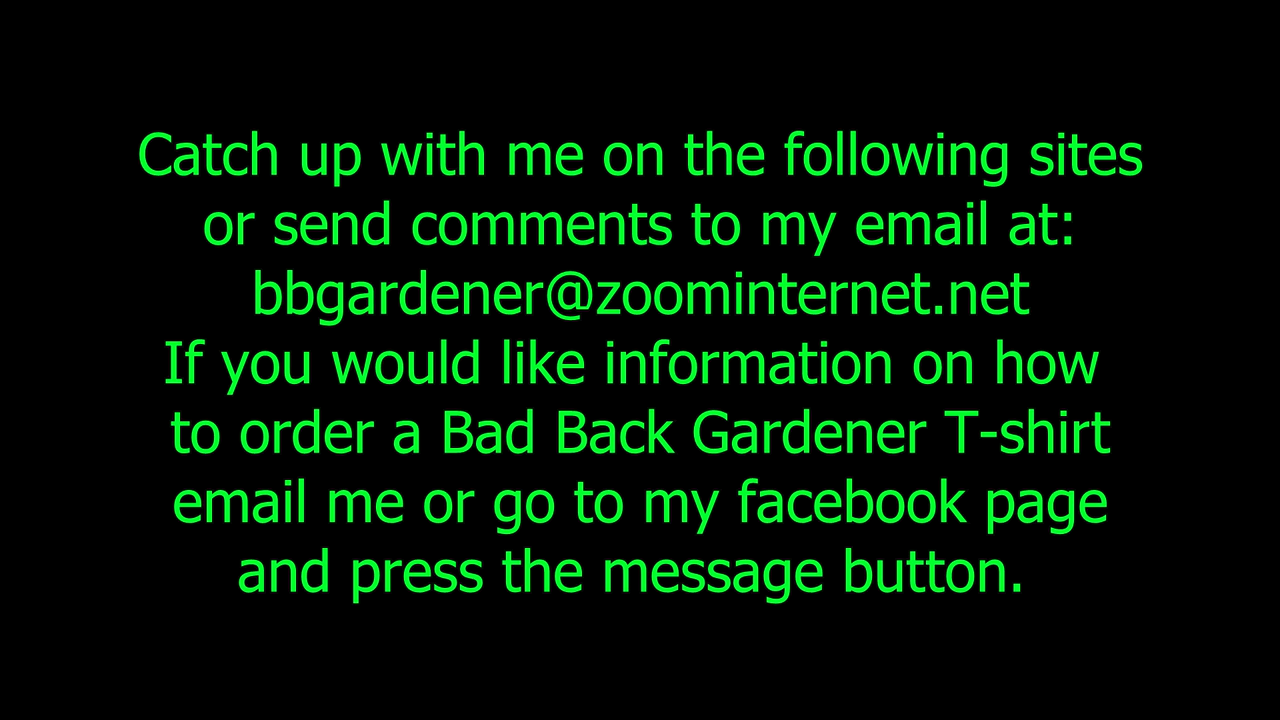 Catch up with me on the following sites
or send comments to my email at:
bbgardener@zoominternet.net
If you would like information on how
to order a Bad Back Gardener T-shirt
email me or go to my facebook page
and press the message button.